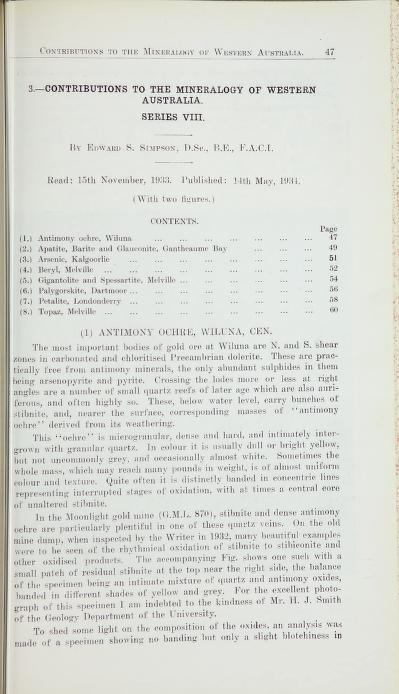 CONTRIBUTIONS TO THE MINERALOGY OF WESTERN AUSTRALIA. 47
3.—CONTRIBUTIONS TO THE MINERALOGY OF WESTERN
AUSTRALIA.
SERIES VIII.
BY EDWARD S. SIMPSON, D.Sc., B.E., F.A.C.I.
Read: 15th November, 1933. Published: 14th May, 1934.
(With two figures.)
CONTENTS.
Page
(1.) Antimony ochre, Wiluna ... ... ... ... ... ... ... 47
(2.) Apatite, Barite and Glauconite, Gantheaume Bay ... ... ... 49
(3.) Arsenic, Kalgoorlie ... ... ... ... ... ... ... ... 51
(4.) Beryl, Melville ... ... ... ... ... ... ... ... ... 52
(5.) Gigantolite and Spessartite, Melville ... ... ... ... ... ... 54
(6.) Palygorskite, Dartmoor ... ... ... ... ... ... ... ... 56
(7.) Petalite, Londonderry ... ... ... ... ... ... ... ... 58
(8.) Topaz, Melville ... ... ... ... ... ... ... ... ... 60
(1) ANTIMONY OCHRE, WILUNA, CEN.
The most important bodies of gold ore at Wiluna are N. and S. shear
zones in carbonated and chloritised Precambrian dolerite. These are prac-
tically free from antimony minerals, the only abundant sulphides in them
being arsenopyrite and pyrite. Crossing the lodes more or less at right
angles are a number of small quartz reefs of later age which are also auri-
ferous, and often highly so. These, below water level, carry bunches of
stibnite, and, nearer the surface, corresponding masses of "antimony
ochre" derived from its weathering.
This "ochre" is microgranular, dense and hard, and intimately inter-
grown with granular quartz. In colour it is usually dull or bright yellow,
but not uncommonly grey, and occasionally almost white. Sometimes the
whole mass, which may reach many pounds in weight, is of almost uniform
colour and texture. Quite often it is distinctly banded in concentric lines
representing interrupted stages of oxidation, with at times a central core
of unaltered stibnite.
In the Moonlight gold mine (G.M.L. 870), stibnite and dense antimony
ochre are particularly plentiful in one of these quartz veins. On the old
mine dump, when inspected by the Writer in 1932, many beautiful examples
were to be seen of the rhythmical oxidation of stibnite to stibiconite and
other oxidised products. The accompanying Fig. shows one such with a
small patch of residual stibnite at the top near the right side, the balance
of the specimen being an intimate mixture of quartz and antimony oxides,
banded in different shades of yellow and grey. For the excellent photo-
graph of this specimen I am indebted to the kindness of Mr. H. J. Smith
of the Geology Department of the University.
To shed some light on the composition of the oxides, an analysis was
made of a specimen showing no banding but only a slight blotchiness in